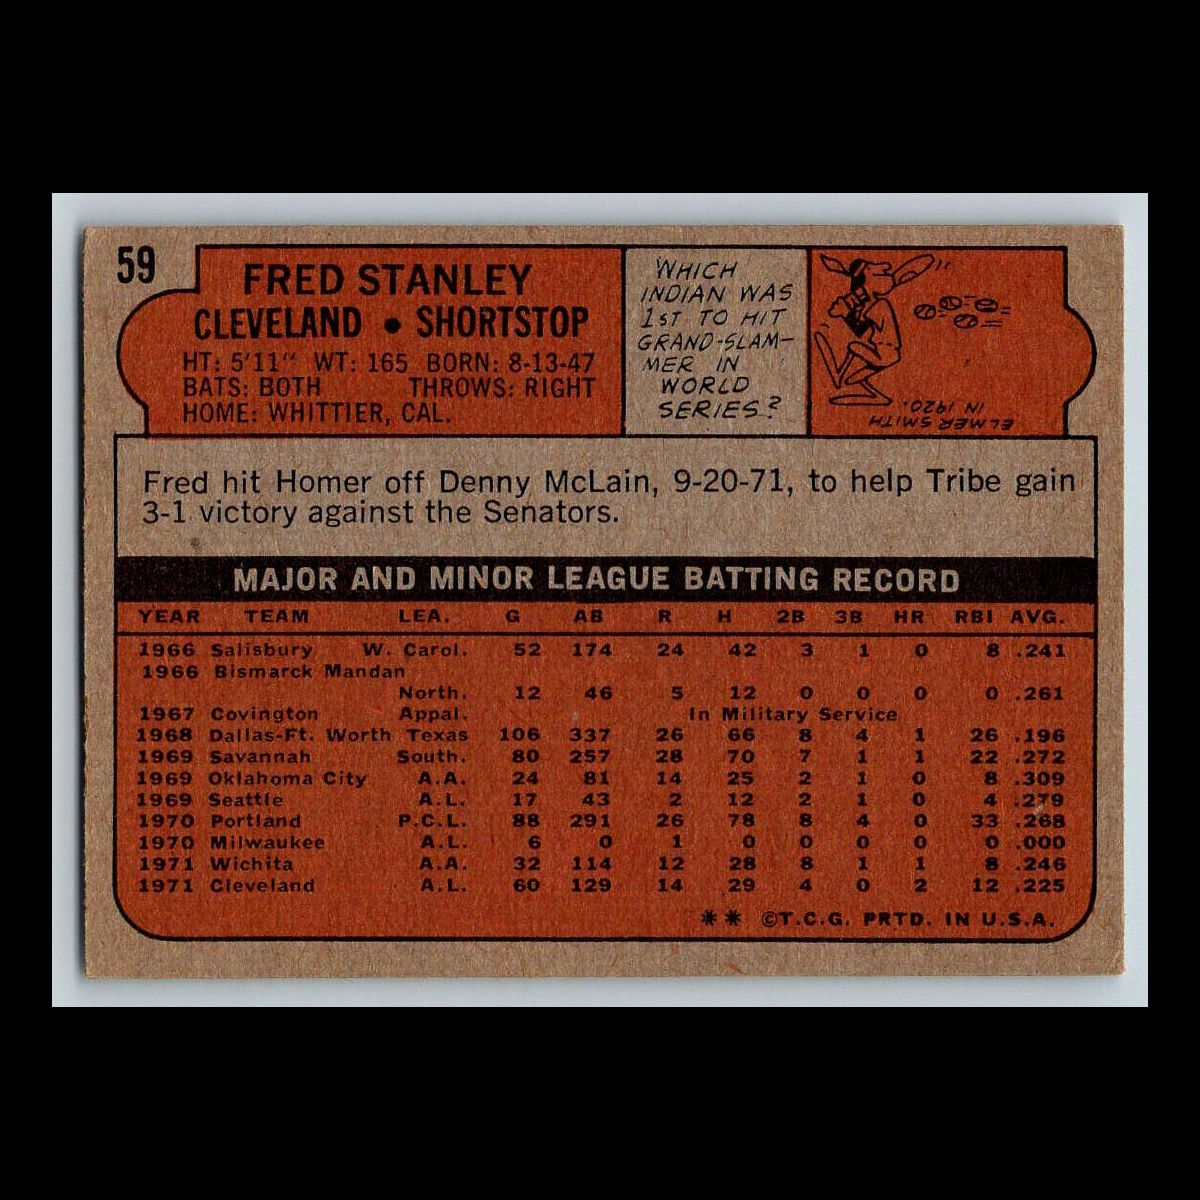 59
FRED STANLEY
CLEVELAND • SHORTSTOP
HT: 5'11" WT: 165 BORN: 8-13-47
BATS: BOTH THROWS: RIGHT
HOME: WHITTIER, CAL.
WHICH
INDIAN WAS
1ST TO HIT
GRAND-SLAM-
MER IN
WORLD
SERIES?
ELMER SMITH
IN 1920.
Fred hit Homer off Denny McLain, 9-20-71, to help Tribe gain
3-1 victory against the Senators.
MAJOR AND MINOR LEAGUE BATTING RECORD
YEAR TEAM LEA. G AB R H 2B 3B HR RBI AVG.
1966 Salisbury W. Carol. 52 174 24 42 3 1 0 8 .241
1966 Bismarck Mandan
North. 12 46 5 12 0 0 0 0 .261
1967 Covington Appal. In Military Service
1968 Dallas-Ft. Worth Texas 106 337 26 66 8 4 1 26 .196
1969 Savannah South. 80 257 28 70 7 1 1 22 .272
1969 Oklahoma City A.A. 24 81 14 25 2 1 0 8 .309
1969 Seattle A.L. 17 43 2 12 2 1 0 4 .279
1970 Portland P.C.L. 88 291 26 78 8 4 0 33 .268
1970 Milwaukee A.L. 6 0 1 0 0 0 0 0 .000
1971 Wichita A.A. 32 114 12 28 8 1 1 8 .246
1971 Cleveland A.L. 60 129 14 29 4 0 2 12 .225
** ©T.C.G. PRTD. IN U.S.A.